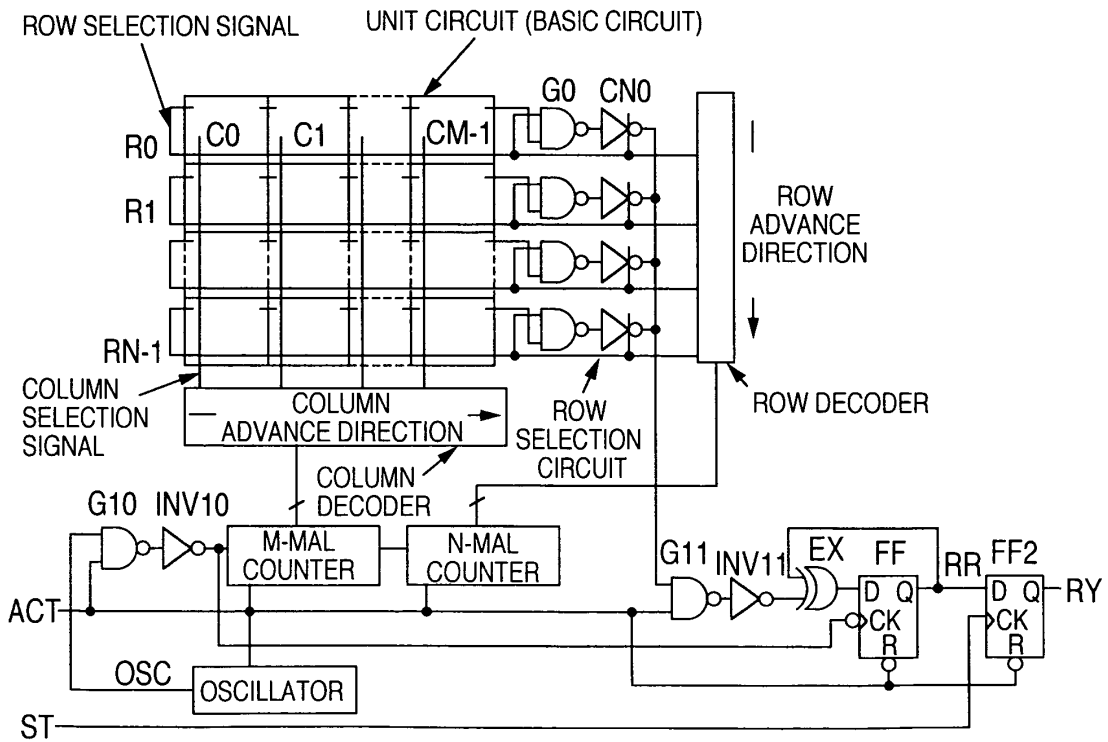 ROW SELECTION SIGNAL
UNIT CIRCUIT (BASIC CIRCUIT)
G0
CN0
C0
C1
CM-1
R0
R1
RN-1
ROW
ADVANCE
DIRECTION
COLUMN
SELECTION
SIGNAL
COLUMN
ADVANCE DIRECTION
ROW
SELECTION
CIRCUIT
ROW DECODER
COLUMN
DECODER
G10
INV10
M-MAL
COUNTER
N-MAL
COUNTER
G11
INV11
EX
FF
RR
FF2
D
Q
CK
R
D
Q
CK
R
RY
ACT
OSC
OSCILLATOR
ST